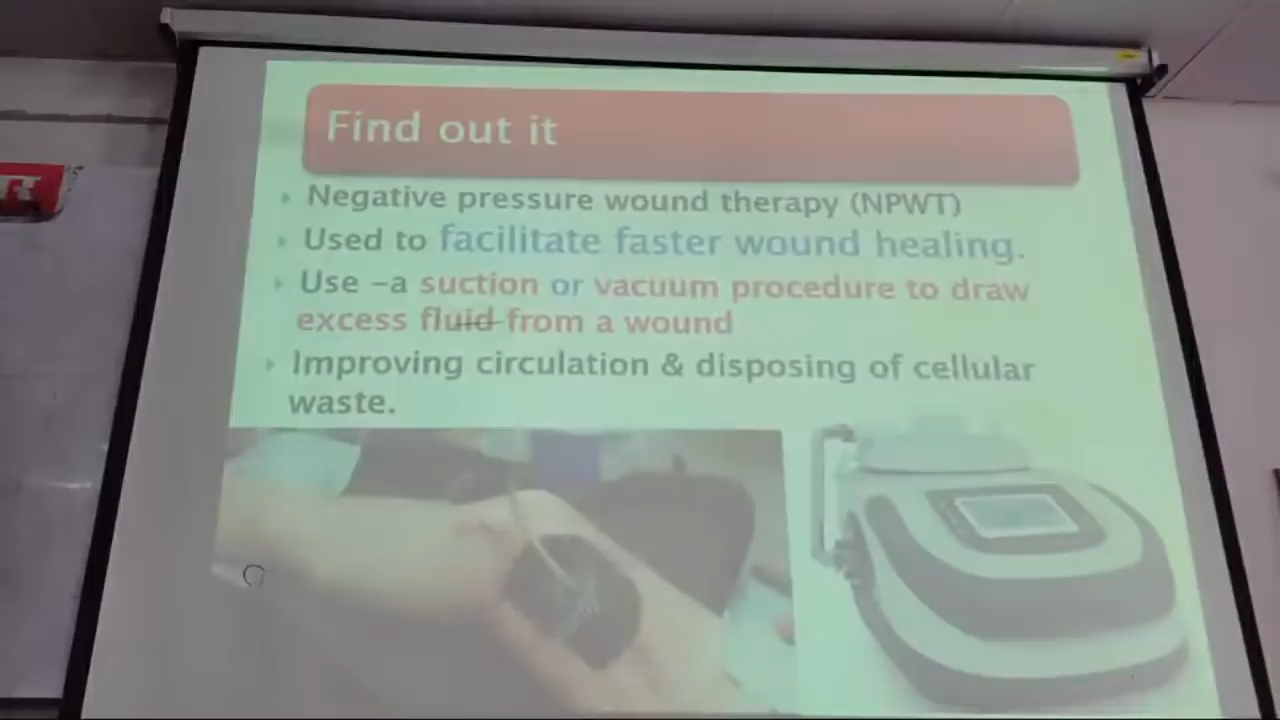 Find out it
Negative pressure wound therapy (NPWT)
Used to facilitate faster wound healing.
Use –a suction or vacuum procedure to draw
excess fluid from a wound
Improving circulation & disposing of cellular
waste.